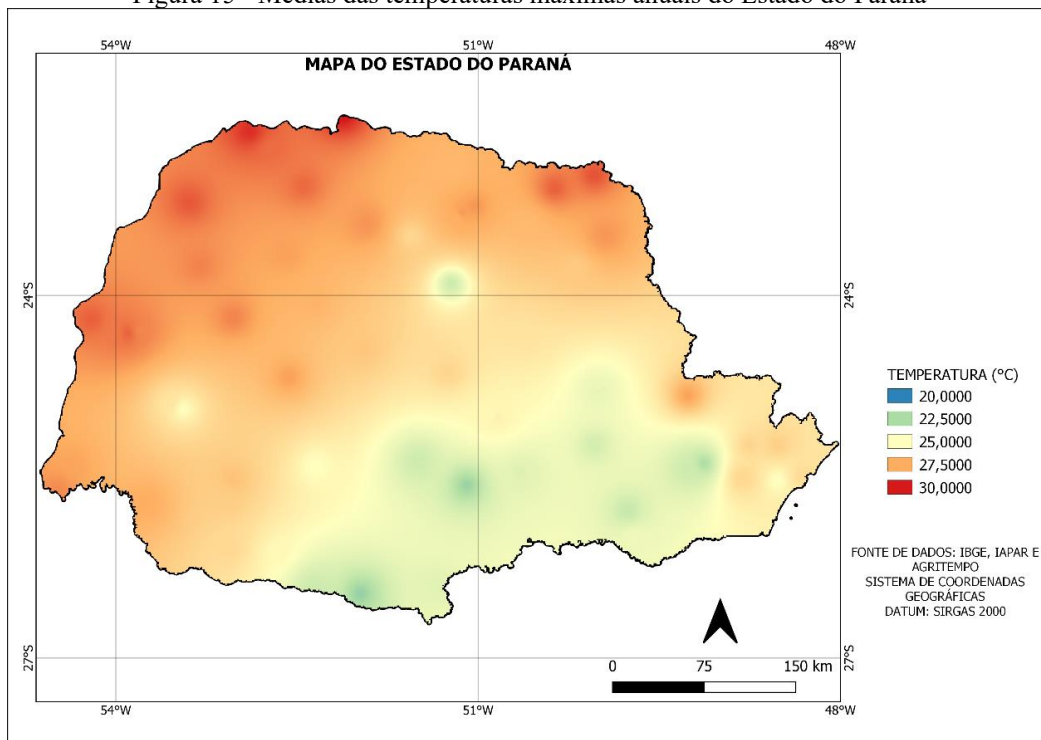 Figura 15 - Médias das temperaturas máximas anuais do Estado do Paraná
54°W
51°W
48°W
MAPA DO ESTADO DO PARANÁ
24°S
24°S
TEMPERATURA (°C)
20,0000
22,5000
25,0000
27,5000
30,0000
FONTE DE DADOS: IBGE, IAPAR E
AGRITEMPO
SISTEMA DE COORDENADAS
GEOGRÁFICAS
DATUM: SIRGAS 2000
27°S
27°S
0 75 150 km
54°W
51°W
48°W